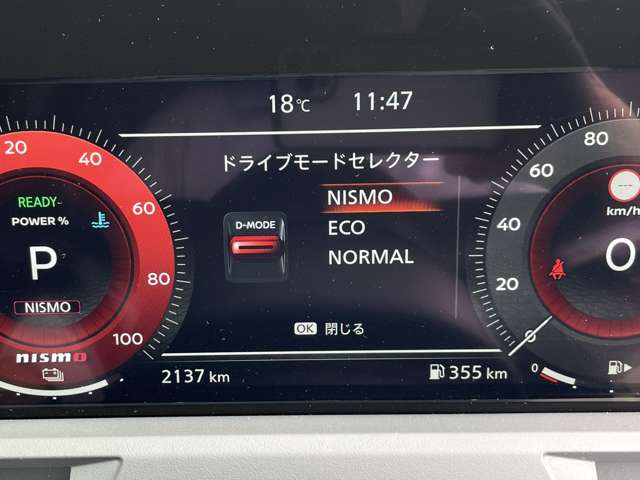 18℃ 11:47
ドライブモードセレクター
NISMO
ECO
NORMAL
D-MODE
OK 閉じる
2137 km
355 km
20
40
60
80
100
READY
POWER %
P
NISMO
nismo
80
60
40
20
0
---
km/h
0
0